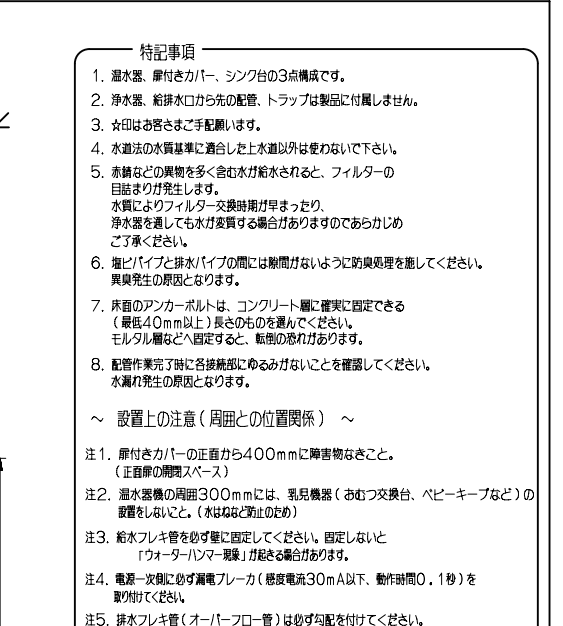 特記事項
1. 温水器、扉付きカバー、シンク台の3点構成です。
2. 浄水器、給排水口から先の配管、トラップは製品に付属しません。
3. ☆印はお客さまご手配願います。
4. 水道法の水質基準に適合した上水道以外は使わないで下さい。
5. 赤錆などの異物を多く含む水が給水されると、フィルターの
目詰まりが発生します。
水質によりフィルター交換時期が早まったり、
浄水器を通しても水が変質する場合がありますのであらかじめ
ご了承ください。
6. 塩ビパイプと排水パイプの間には隙間がないように防臭処理を施してください。
異臭発生の原因となります。
7. 床面のアンカーボルトは、コンクリート層に確実に固定できる
(最低40mm以上)長さのものを選んでください。
モルタル層などへ固定すると、転倒の恐れがあります。
8. 配管作業完了時に各接続部にゆるみがないことを確認してください。
水漏れ発生の原因となります。
～ 設置上の注意(周囲との位置関係) ～
注1. 扉付きカバーの正面から400mmに障害物なきこと。
(正面扉の開閉スペース)
注2. 温水器機の周囲300mmには、乳児機器(おむつ交換台、ベビーキープなど)の
設置をしないこと。(水はねなど防止のため)
注3. 給水フレキ管を必ず壁に固定してください。固定しないと
「ウォーターハンマー現象」が起きる場合があります。
注4. 電源一次側に必ず漏電ブレーカ(感度電流30mA以下、動作時間0.1秒)を
取り付けてください。
注5. 排水フレキ管(オーバーフロー管)は必ず勾配を付けてください。